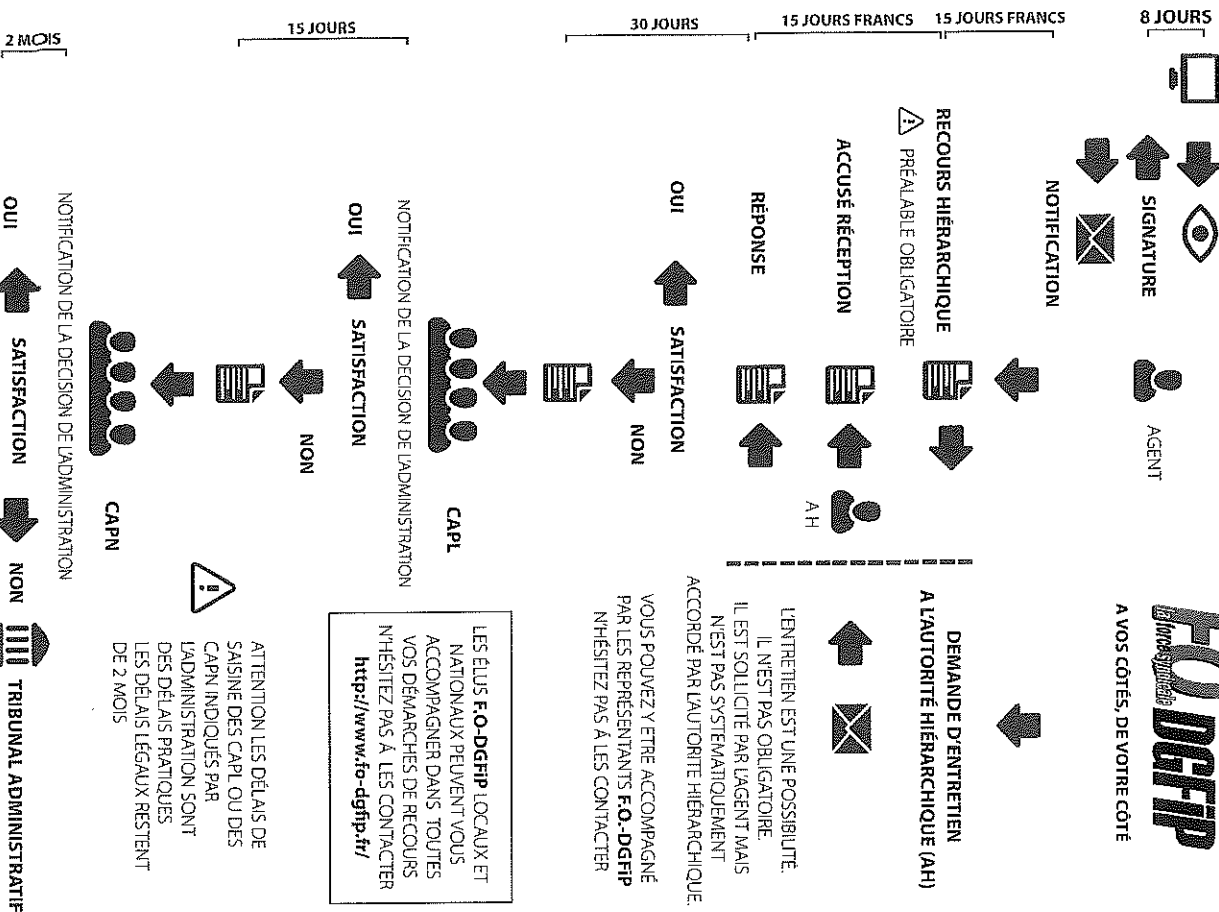 8 JOURS
15 JOURS FRANCS
15 JOURS FRANCS
30 JOURS
15 JOURS
2 MOIS
FO DGFiP
la force syndicale
A VOS CÔTÉS, DE VOTRE CÔTÉ
SIGNATURE
AGENT
NOTIFICATION
RECOURS HIÉRARCHIQUE
PRÉALABLE OBLIGATOIRE
DEMANDE D'ENTRETIEN
A L'AUTORITÉ HIÉRARCHIQUE (AH)
ACCUSÉ RÉCEPTION
A H
RÉPONSE
L'ENTRETIEN EST UNE POSSIBILITÉ.
IL N'EST PAS OBLIGATOIRE.
IL EST SOLLICITÉ PAR L'AGENT MAIS
N'EST PAS SYSTEMATIQUEMENT
ACCORDÉ PAR L'AUTORITE HIÉRARCHIQUE.
VOUS POUVEZ Y ETRE ACCOMPAGNÉ
PAR LES REPRÉSENTANTS F.O.-DGFiP
N'HÉSITEZ PAS À LES CONTACTER
OUI
SATISFACTION
NON
CAPL
NOTIFICATION DE LA DECISION DE L'ADMINISTRATION
LES ÉLUS F.O-DGFiP LOCAUX ET
NATIONAUX PEUVENT VOUS
ACCOMPAGNER DANS TOUTES
VOS DÉMARCHES DE RECOURS
N'HÉSITEZ PAS À LES CONTACTER
http://www.fo-dgfip.fr/
OUI
SATISFACTION
NON
CAPN
ATTENTION LES DÉLAIS DE
SAISINE DES CAPL OU DES
CAPN INDIQUÉS PAR
L'ADMINISTRATION SONT
DES DÉLAIS PRATIQUES
LES DÉLAIS LÉGAUX RESTENT
DE 2 MOIS
NOTIFICATION DE LA DECISION DE L'ADMINISTRATION
OUI
SATISFACTION
NON
TRIBUNAL ADMINISTRATIF